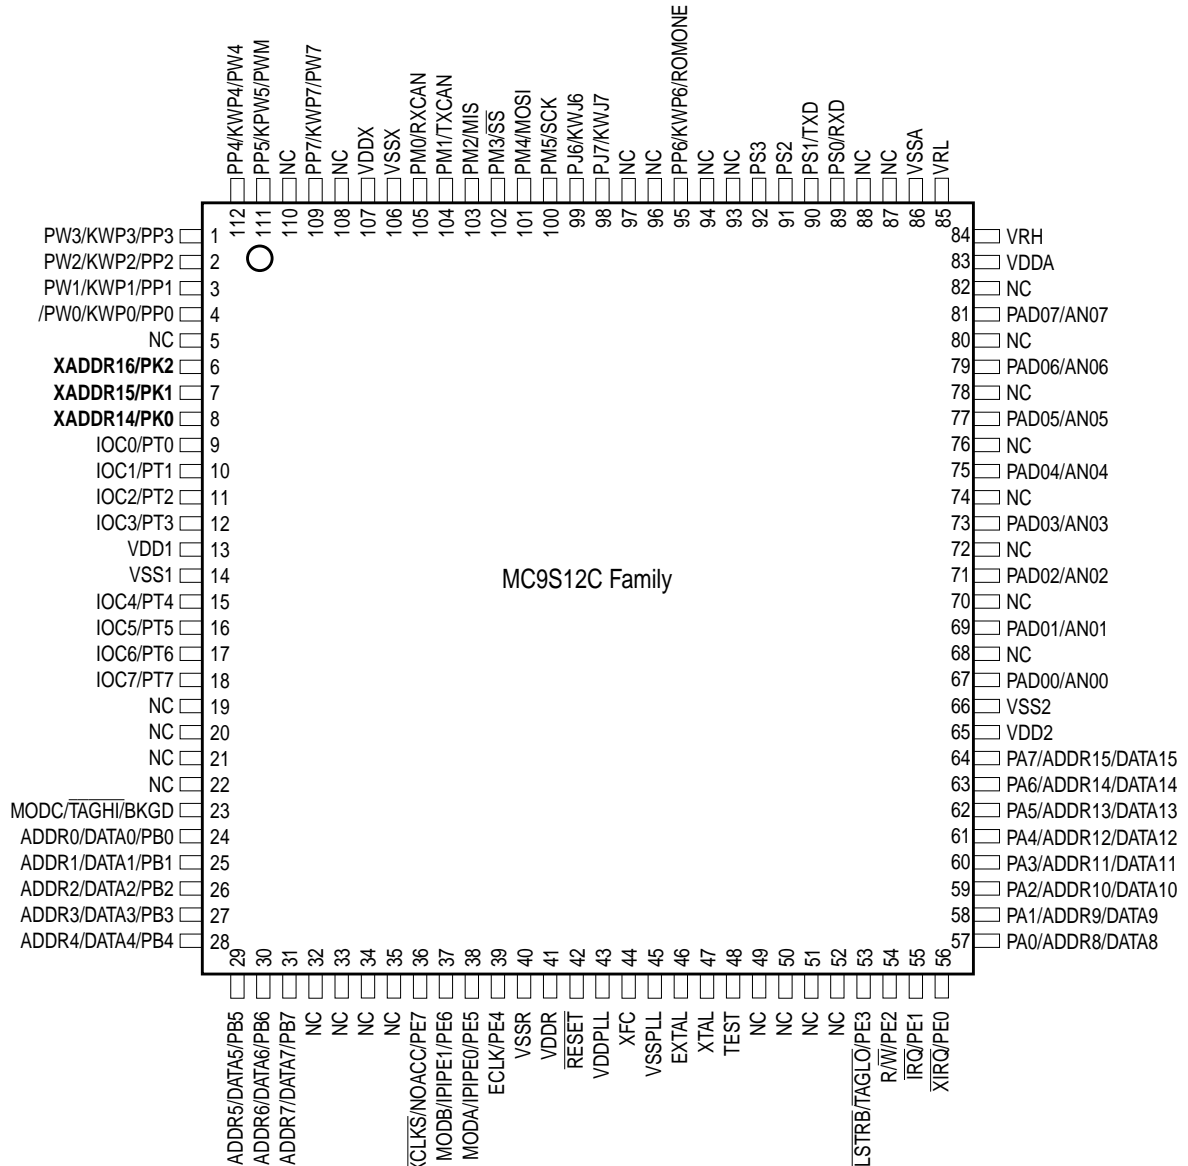 PP4/KWP4/PW4
PP5/KPW5/PWM
NC
PP7/KWP7/PW7
NC
VDDX
VSSX
PM0/RXCAN
PM1/TXCAN
PM2/MIS
PM3/SS
PM4/MOSI
PM5/SCK
PJ6/KWJ6
PJ7/KWJ7
NC
NC
PP6/KWP6/ROMONE
NC
NC
PS3
PS2
PS1/TXD
PS0/RXD
NC
NC
VSSA
VRL
112
111
110
109
108
107
106
105
104
103
102
101
100
99
98
97
96
95
94
93
92
91
90
89
88
87
86
85
PW3/KWP3/PP3 1
PW2/KWP2/PP2 2
PW1/KWP1/PP1 3
/PW0/KWP0/PP0 4
NC 5
XADDR16/PK2 6
XADDR15/PK1 7
XADDR14/PK0 8
IOC0/PT0 9
IOC1/PT1 10
IOC2/PT2 11
IOC3/PT3 12
VDD1 13
VSS1 14
IOC4/PT4 15
IOC5/PT5 16
IOC6/PT6 17
IOC7/PT7 18
NC 19
NC 20
NC 21
NC 22
MODC/TAGHI/BKGD 23
ADDR0/DATA0/PB0 24
ADDR1/DATA1/PB1 25
ADDR2/DATA2/PB2 26
ADDR3/DATA3/PB3 27
ADDR4/DATA4/PB4 28
MC9S12C Family
84 VRH
83 VDDA
82 NC
81 PAD07/AN07
80 NC
79 PAD06/AN06
78 NC
77 PAD05/AN05
76 NC
75 PAD04/AN04
74 NC
73 PAD03/AN03
72 NC
71 PAD02/AN02
70 NC
69 PAD01/AN01
68 NC
67 PAD00/AN00
66 VSS2
65 VDD2
64 PA7/ADDR15/DATA15
63 PA6/ADDR14/DATA14
62 PA5/ADDR13/DATA13
61 PA4/ADDR12/DATA12
60 PA3/ADDR11/DATA11
59 PA2/ADDR10/DATA10
58 PA1/ADDR9/DATA9
57 PA0/ADDR8/DATA8
29
30
31
32
33
34
35
36
37
38
39
40
41
42
43
44
45
46
47
48
49
50
51
52
53
54
55
56
ADDR5/DATA5/PB5
ADDR6/DATA6/PB6
ADDR7/DATA7/PB7
NC
NC
NC
NC
XCLKS/NOACC/PE7
MODB/IPIPE1/PE6
MODA/IPIPE0/PE5
ECLK/PE4
VSSR
VDDR
RESET
VDDPLL
XFC
VSSPLL
EXTAL
XTAL
TEST
NC
NC
NC
NC
LSTRB/TAGLO/PE3
R/W/PE2
IRQ/PE1
XIRQ/PE0